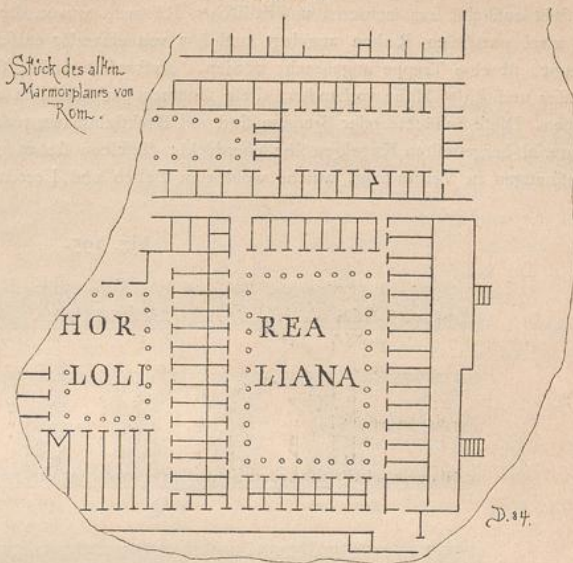 Stück des alten
Marmorplanes von
Rom.
HOR REA
LOLI LIANA
D. 84.